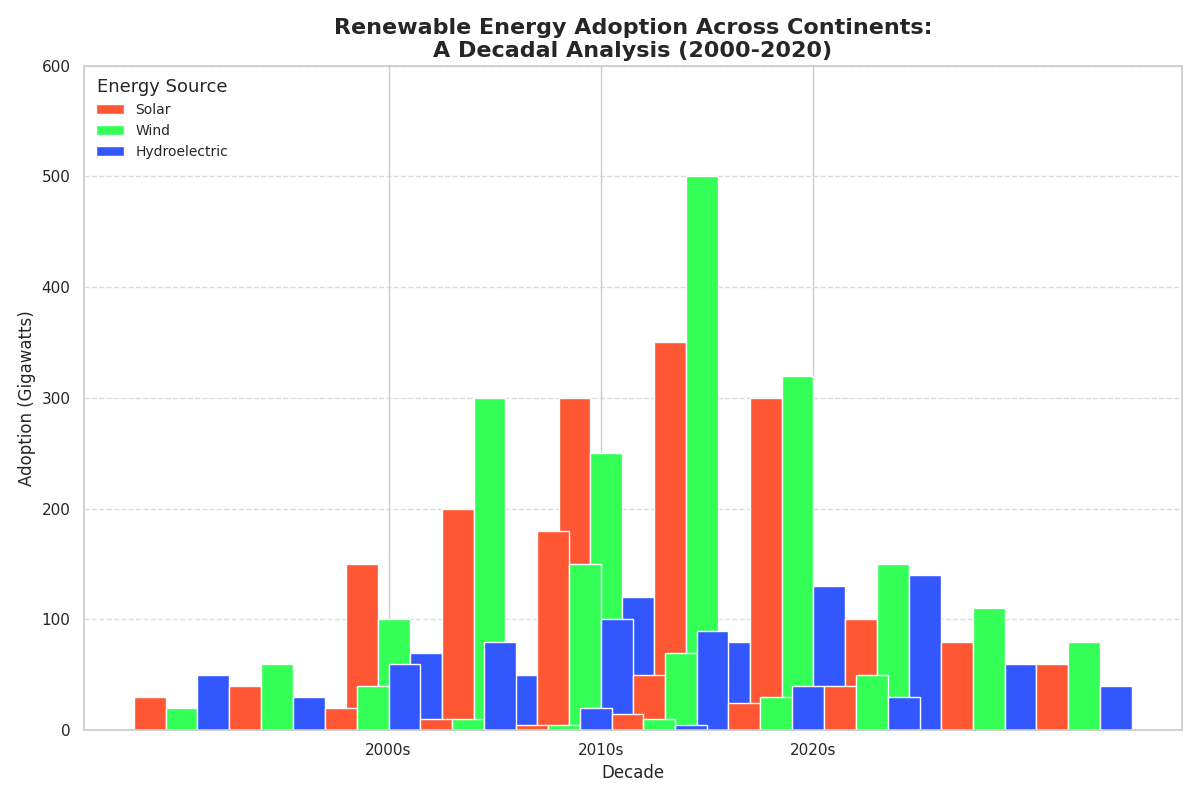 Renewable Energy Adoption Across Continents:
A Decadal Analysis (2000-2020)
Energy Source
Solar
Wind
Hydroelectric
600
500
400
300
200
100
0
Adoption (Gigawatts)
2000s 2010s 2020s
Decade